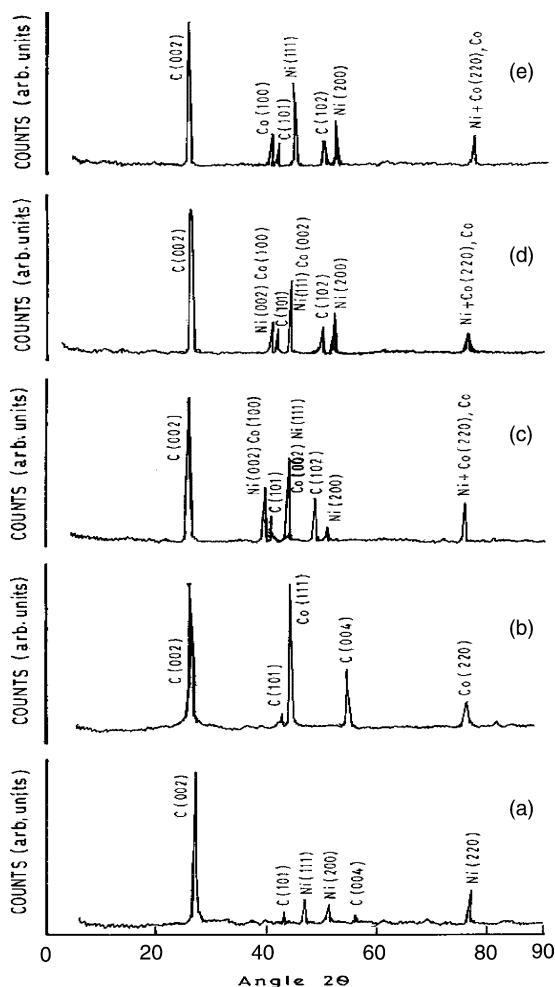 COUNTS (arb. units)
C (002)
Co (100)
C (101)
Ni (111)
C (102)
Ni (200)
Ni + Co (220), Co
(e)
COUNTS (arb. units)
C (002)
Ni (002) Co (100)
C (101)
Ni(111) Co (002)
C (102)
Ni (200)
Ni+Co (220), Co
(d)
COUNTS (arb. units)
C (002)
Ni (002) Co (100)
C (101)
Co (002) Ni (111)
C (102)
Ni (200)
Ni + Co (220), Co
(c)
COUNTS (arb. units)
C (002)
C (101)
Co (111)
C (004)
Co (220)
(b)
COUNTS (arb. units)
C (002)
C (101)
Ni (111)
Ni (200)
C (004)
Ni (220)
(a)
0 20 40 60 80 90
Angle 2θ